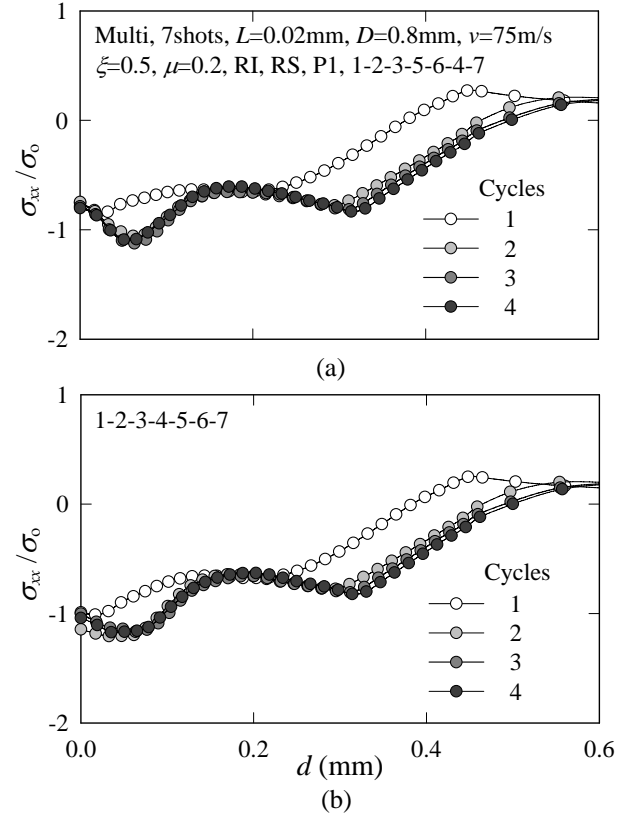 1
Multi, 7shots, L=0.02mm, D=0.8mm, v=75m/s
ξ=0.5, μ=0.2, RI, RS, P1, 1-2-3-5-6-4-7
0
σxx/σo
Cycles
1
-1
2
3
4
-2
(a)
1
1-2-3-4-5-6-7
0
σxx/σo
Cycles
1
-1
2
3
4
-2
0.0 0.2 0.4 0.6
d (mm)
(b)